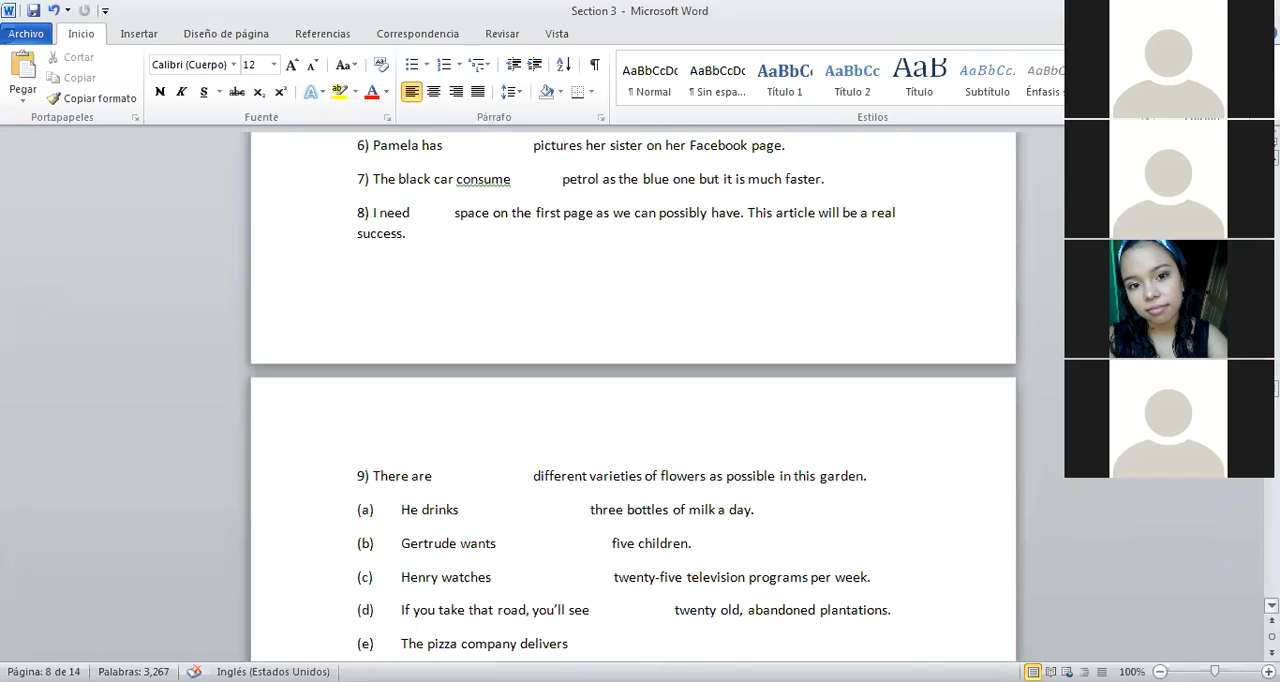 Section 3 - Microsoft Word
Archivo Inicio Insertar Diseño de página Referencias Correspondencia Revisar Vista
Pegar
Cortar
Copiar
Copiar formato
Portapapeles
Calibri (Cuerpo) 12
Fuente
Párrafo
AaBbCcDc AaBbCcDc AaBbC AaBbCc AaB AaBbCc. AaBbCc
¶ Normal ¶ Sin espa... Título 1 Título 2 Título Subtítulo Énfasis
Estilos
6) Pamela has pictures her sister on her Facebook page.
7) The black car consume petrol as the blue one but it is much faster.
8) I need space on the first page as we can possibly have. This article will be a real
success.
9) There are different varieties of flowers as possible in this garden.
(a) He drinks three bottles of milk a day.
(b) Gertrude wants five children.
(c) Henry watches twenty-five television programs per week.
(d) If you take that road, you’ll see twenty old, abandoned plantations.
(e) The pizza company delivers
Página: 8 de 14 Palabras: 3,267 Inglés (Estados Unidos) 100%